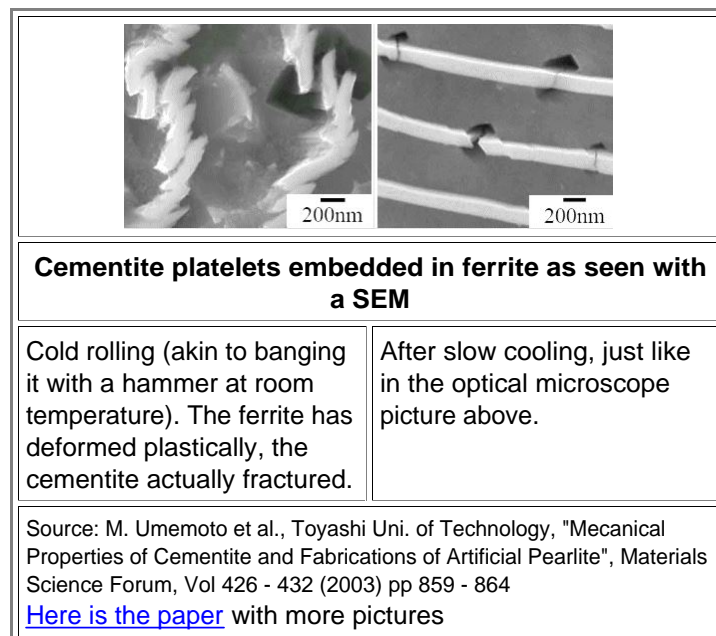 200nm
200nm
Cementite platelets embedded in ferrite as seen with
a SEM
Cold rolling (akin to banging
it with a hammer at room
temperature). The ferrite has
deformed plastically, the
cementite actually fractured.
After slow cooling, just like
in the optical microscope
picture above.
Source: M. Umemoto et al., Toyashi Uni. of Technology, "Mecanical
Properties of Cementite and Fabrications of Artificial Pearlite", Materials
Science Forum, Vol 426 - 432 (2003) pp 859 - 864
Here is the paper with more pictures